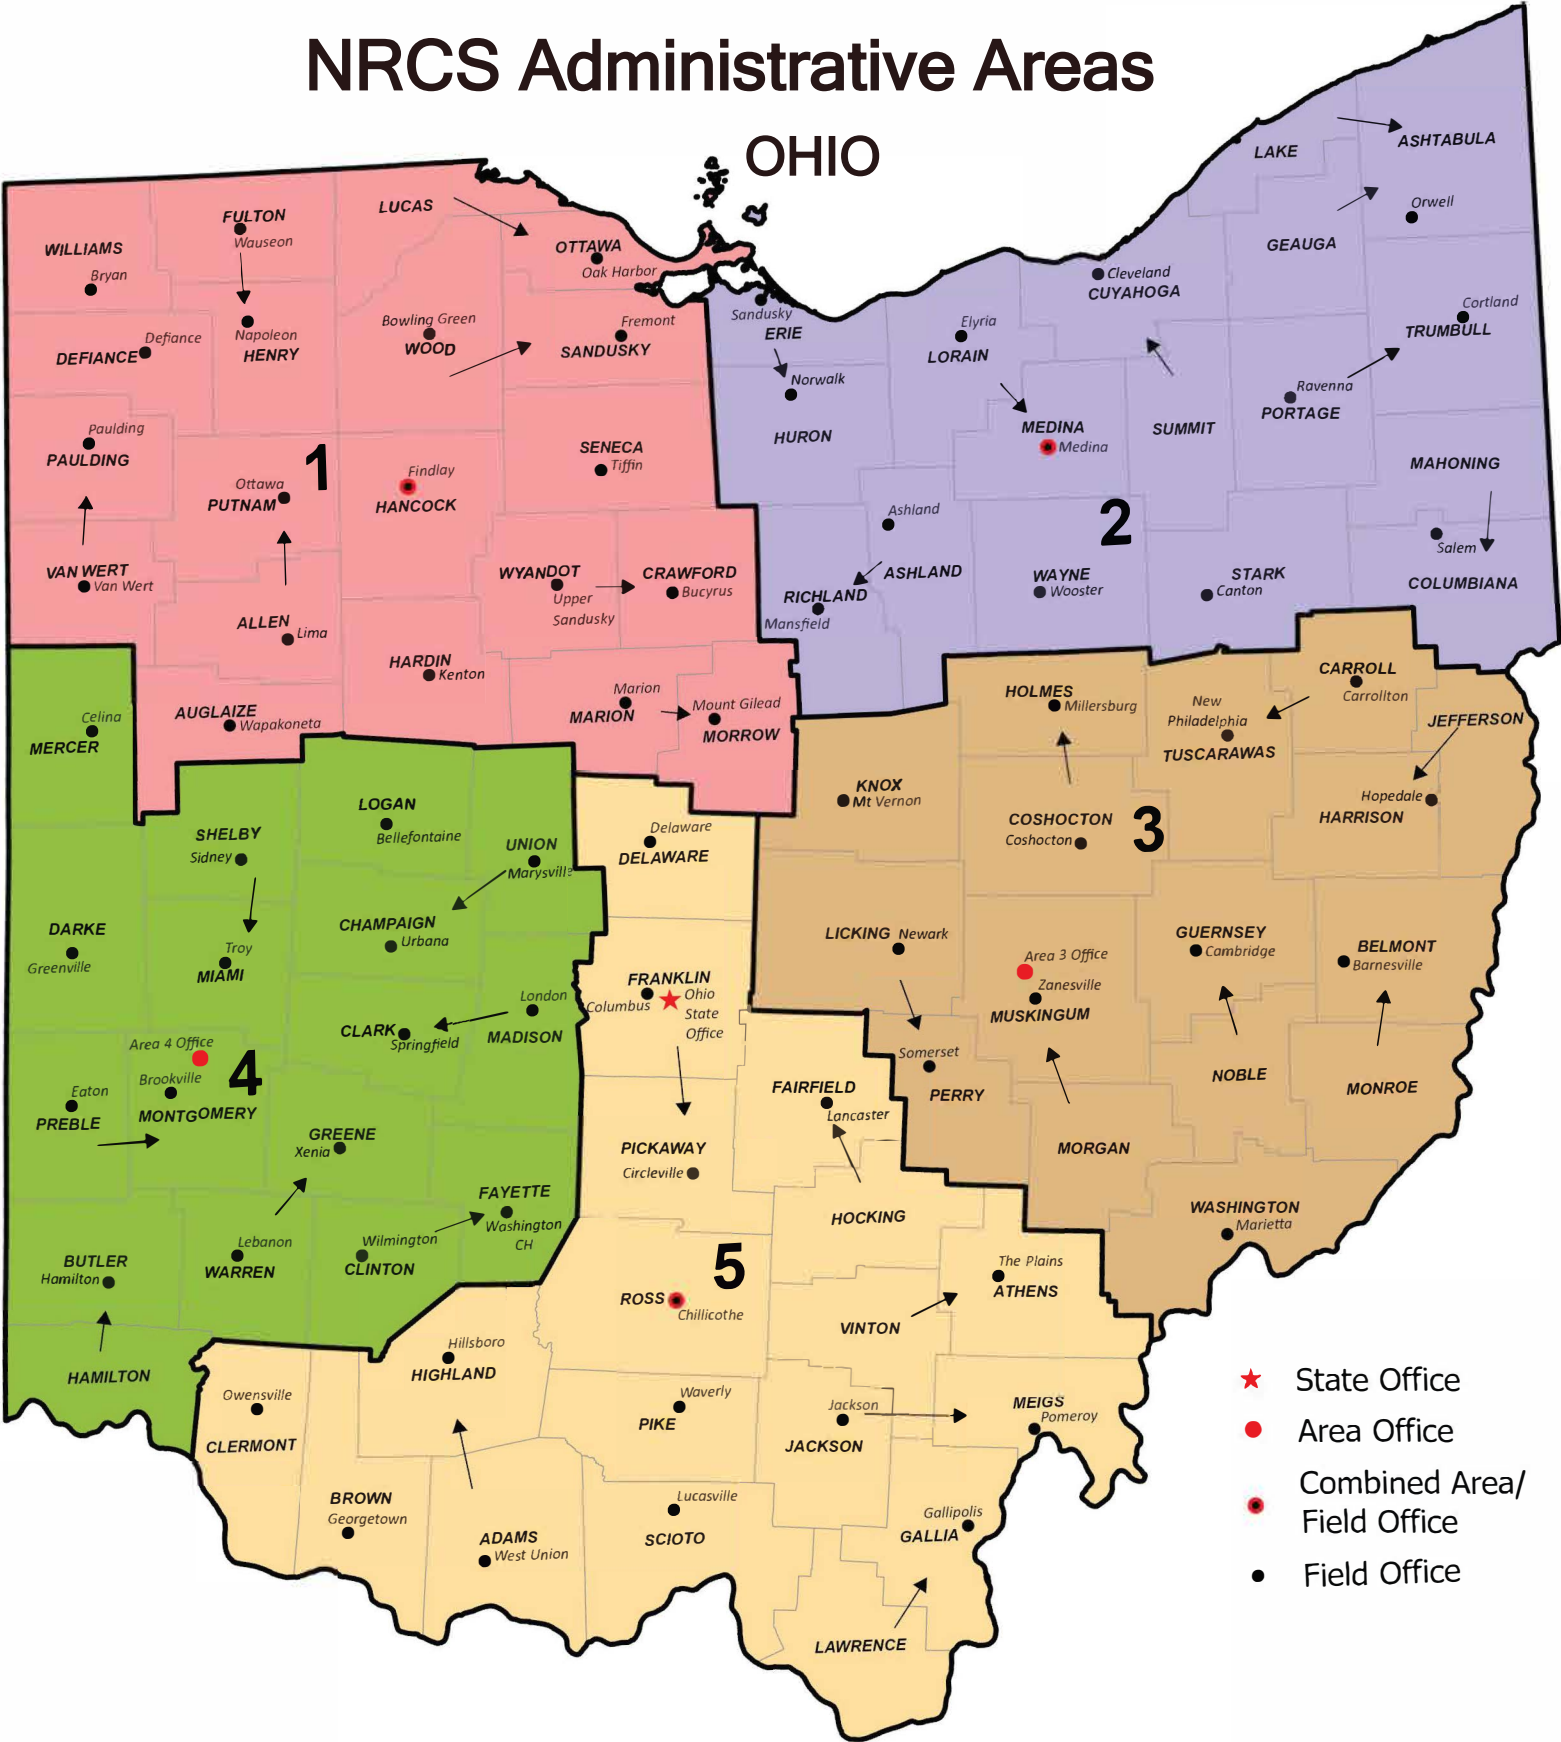 NRCS Administrative Areas
OHIO
WILLIAMS
Bryan
FULTON
Wauseon
LUCAS
OTTAWA
Oak Harbor
DEFIANCE
Defiance
Napoleon
HENRY
Bowling Green
WOOD
Fremont
SANDUSKY
Paulding
PAULDING
1
Ottawa
PUTNAM
Findlay
HANCOCK
SENECA
Tiffin
VAN WERT
Van Wert
ALLEN
Lima
WYANDOT
Upper
Sandusky
CRAWFORD
Bucyrus
HARDIN
Kenton
AUGLAIZE
Wapakoneta
Marion
MARION
Mount Gilead
MORROW
LAKE
ASHTABULA
Orwell
GEAUGA
Cleveland
CUYAHOGA
Sandusky
ERIE
Elyria
LORAIN
Cortland
TRUMBULL
Norwalk
HURON
MEDINA
Medina
SUMMIT
Ravenna
PORTAGE
MAHONING
2
Ashland
ASHLAND
RICHLAND
Mansfield
WAYNE
Wooster
STARK
Canton
Salem
COLUMBIANA
HOLMES
Millersburg
New
Philadelphia
TUSCARAWAS
CARROLL
Carrollton
JEFFERSON
KNOX
Mt Vernon
COSHOCTON
Coshocton
3
Hopedale
HARRISON
LICKING
Newark
Area 3 Office
Zanesville
MUSKINGUM
GUERNSEY
Cambridge
BELMONT
Barnesville
Somerset
PERRY
NOBLE
MONROE
MORGAN
WASHINGTON
Marietta
Celina
MERCER
LOGAN
Bellefontaine
SHELBY
Sidney
UNION
Marysville
DARKE
Greenville
CHAMPAIGN
Urbana
Troy
MIAMI
London
MADISON
CLARK
Springfield
Area 4 Office
4
Brookville
MONTGOMERY
Eaton
PREBLE
GREENE
Xenia
FAYETTE
Washington
CH
BUTLER
Hamilton
Lebanon
WARREN
Wilmington
CLINTON
HAMILTON
Delaware
DELAWARE
FRANKLIN
Columbus
Ohio
State
Office
FAIRFIELD
Lancaster
PICKAWAY
Circleville
HOCKING
5
ROSS
Chillicothe
The Plains
ATHENS
VINTON
Hillsboro
HIGHLAND
Owensville
CLERMONT
Waverly
PIKE
Jackson
JACKSON
MEIGS
Pomeroy
BROWN
Georgetown
ADAMS
West Union
Lucasville
SCIOTO
Gallipolis
GALLIA
LAWRENCE
State Office
Area Office
Combined Area/
Field Office
Field Office